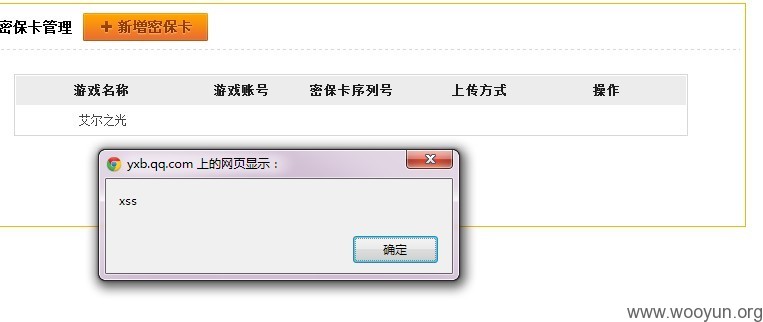 密保卡管理 + 新增密保卡
游戏名称 游戏账号 密保卡序列号 上传方式 操作
艾尔之光
yxb.qq.com 上的网页显示：
xss
确定
www.wooyun.org